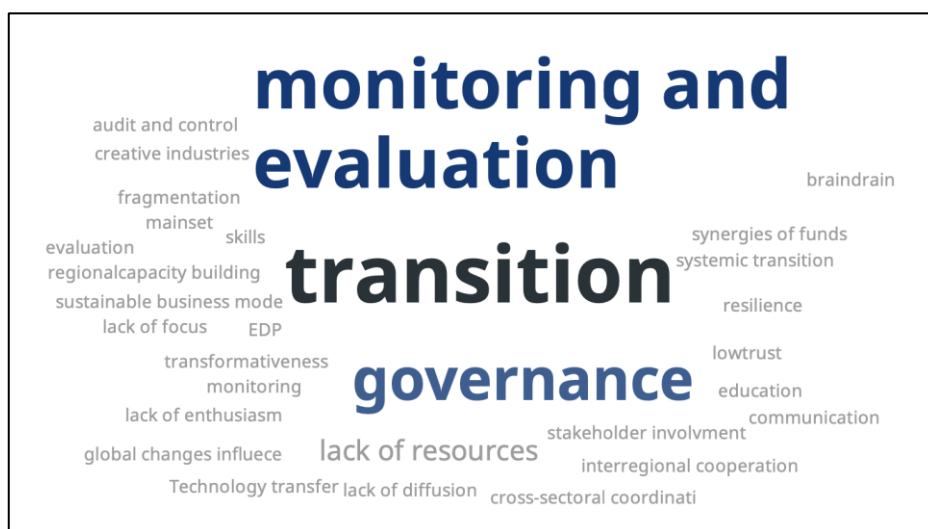 monitoring and
evaluation
audit and control
creative industries
braindrain
fragmentation
mainset
skills
synergies of funds
evaluation
transition
systemic transition
regionalcapacity building
sustainable business mode
resilience
lack of focus
EDP
lowtrust
transformativeness
governance
monitoring
education
lack of enthusiasm
communication
stakeholder involvment
lack of resources
global changes influece
interregional cooperation
Technology transfer
lack of diffusion
cross-sectoral coordinati